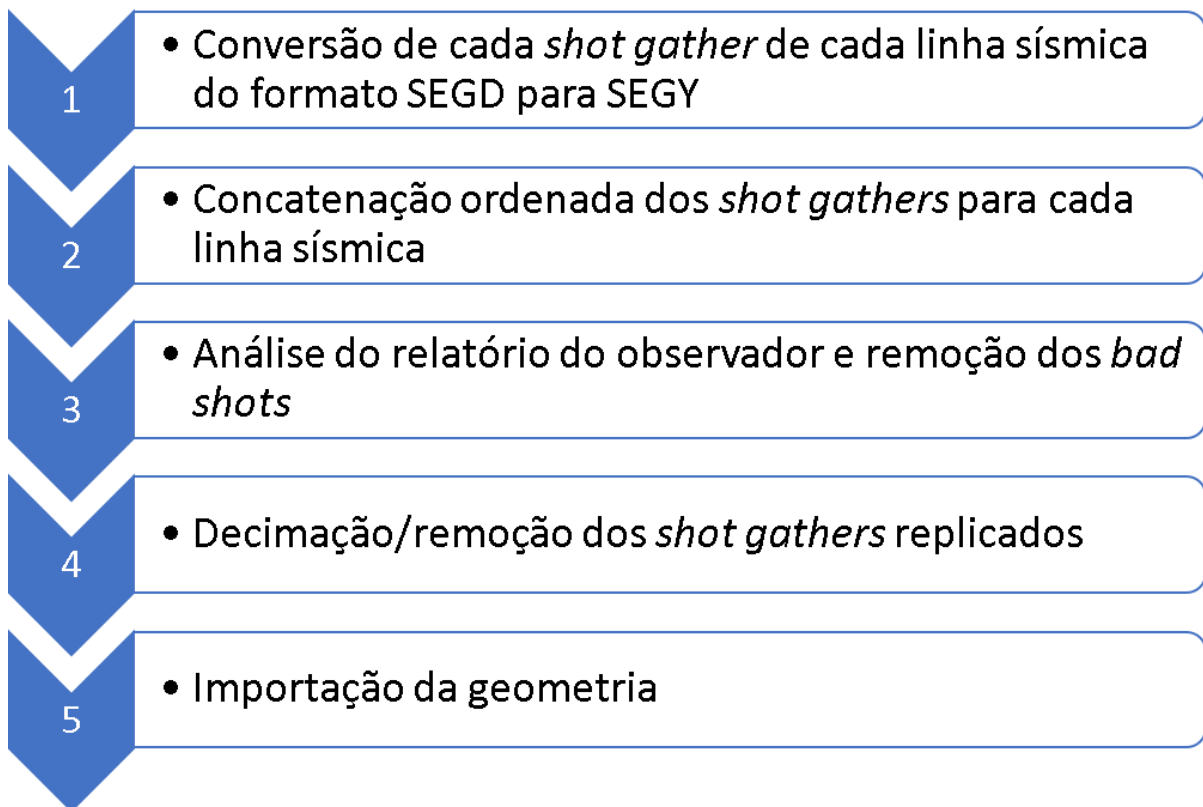 1
• Conversão de cada shot gather de cada linha sísmica
do formato SEGD para SEGY
2
• Concatenação ordenada dos shot gathers para cada
linha sísmica
3
• Análise do relatório do observador e remoção dos bad
shots
4
• Decimação/remoção dos shot gathers replicados
5
• Importação da geometria